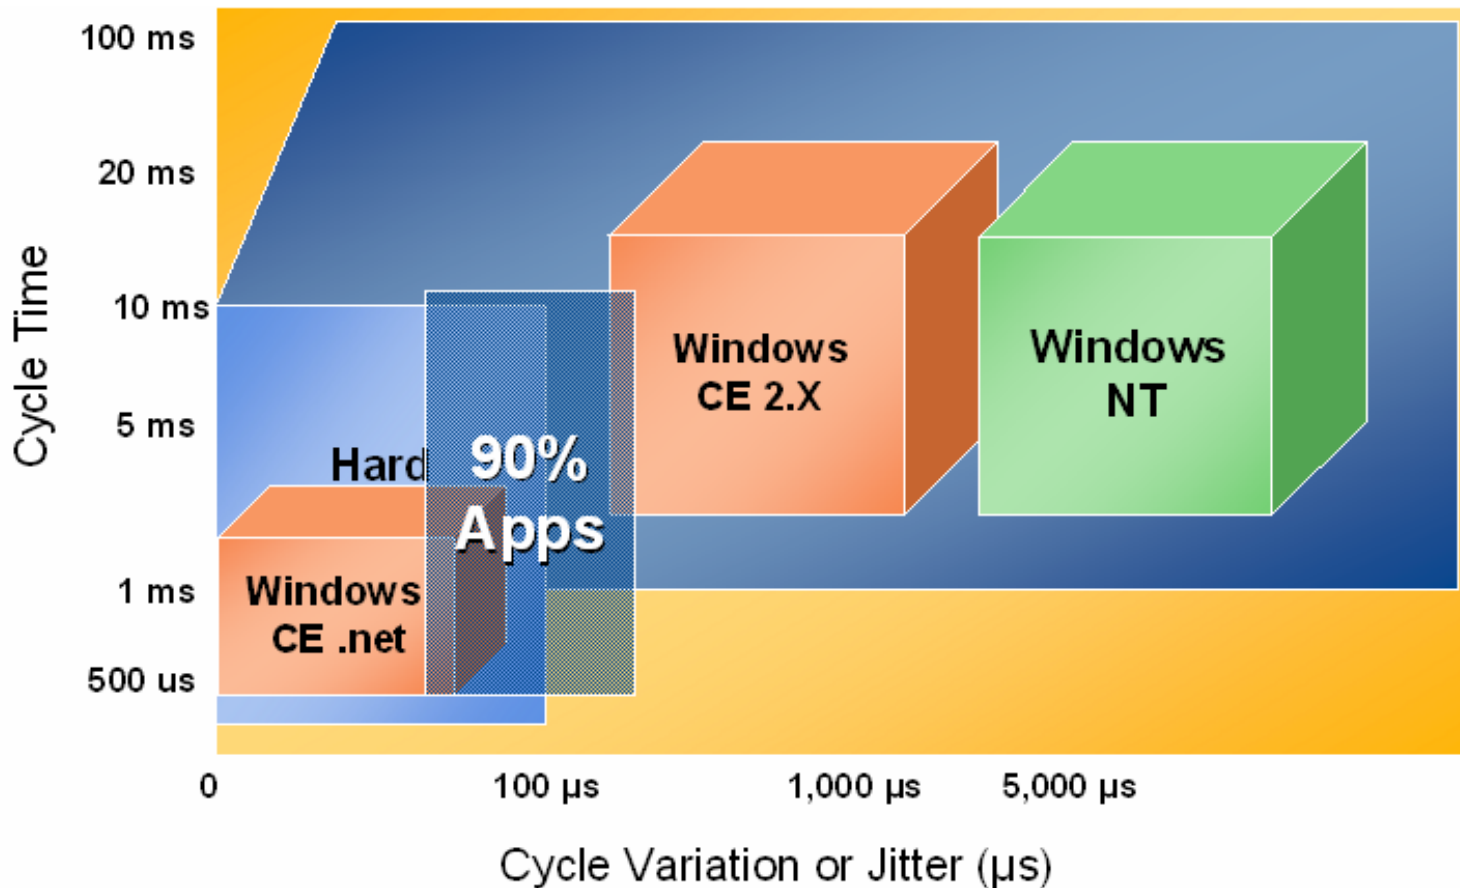 100 ms
20 ms
10 ms
5 ms
1 ms
500 us
Cycle Time
Windows
CE 2.X
Windows
NT
Hard
90%
Apps
Windows
CE .net
0
100 µs
1,000 µs
5,000 µs
Cycle Variation or Jitter (µs)